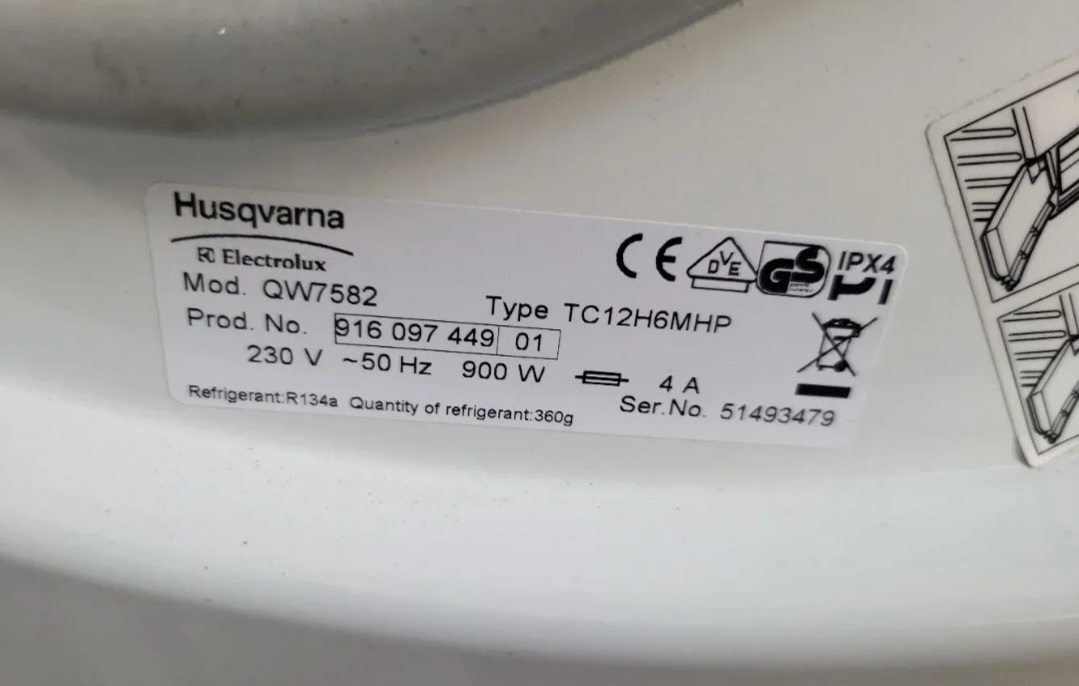 Husqvarna
Electrolux
CE DVE GS IPX4
Mod. QW7582
Type TC12H6MHP
Prod. No. 916 097 449 01
230 V ~50 Hz 900 W 4 A
Refrigerant:R134a Quantity of refrigerant:360g
Ser.No. 51493479